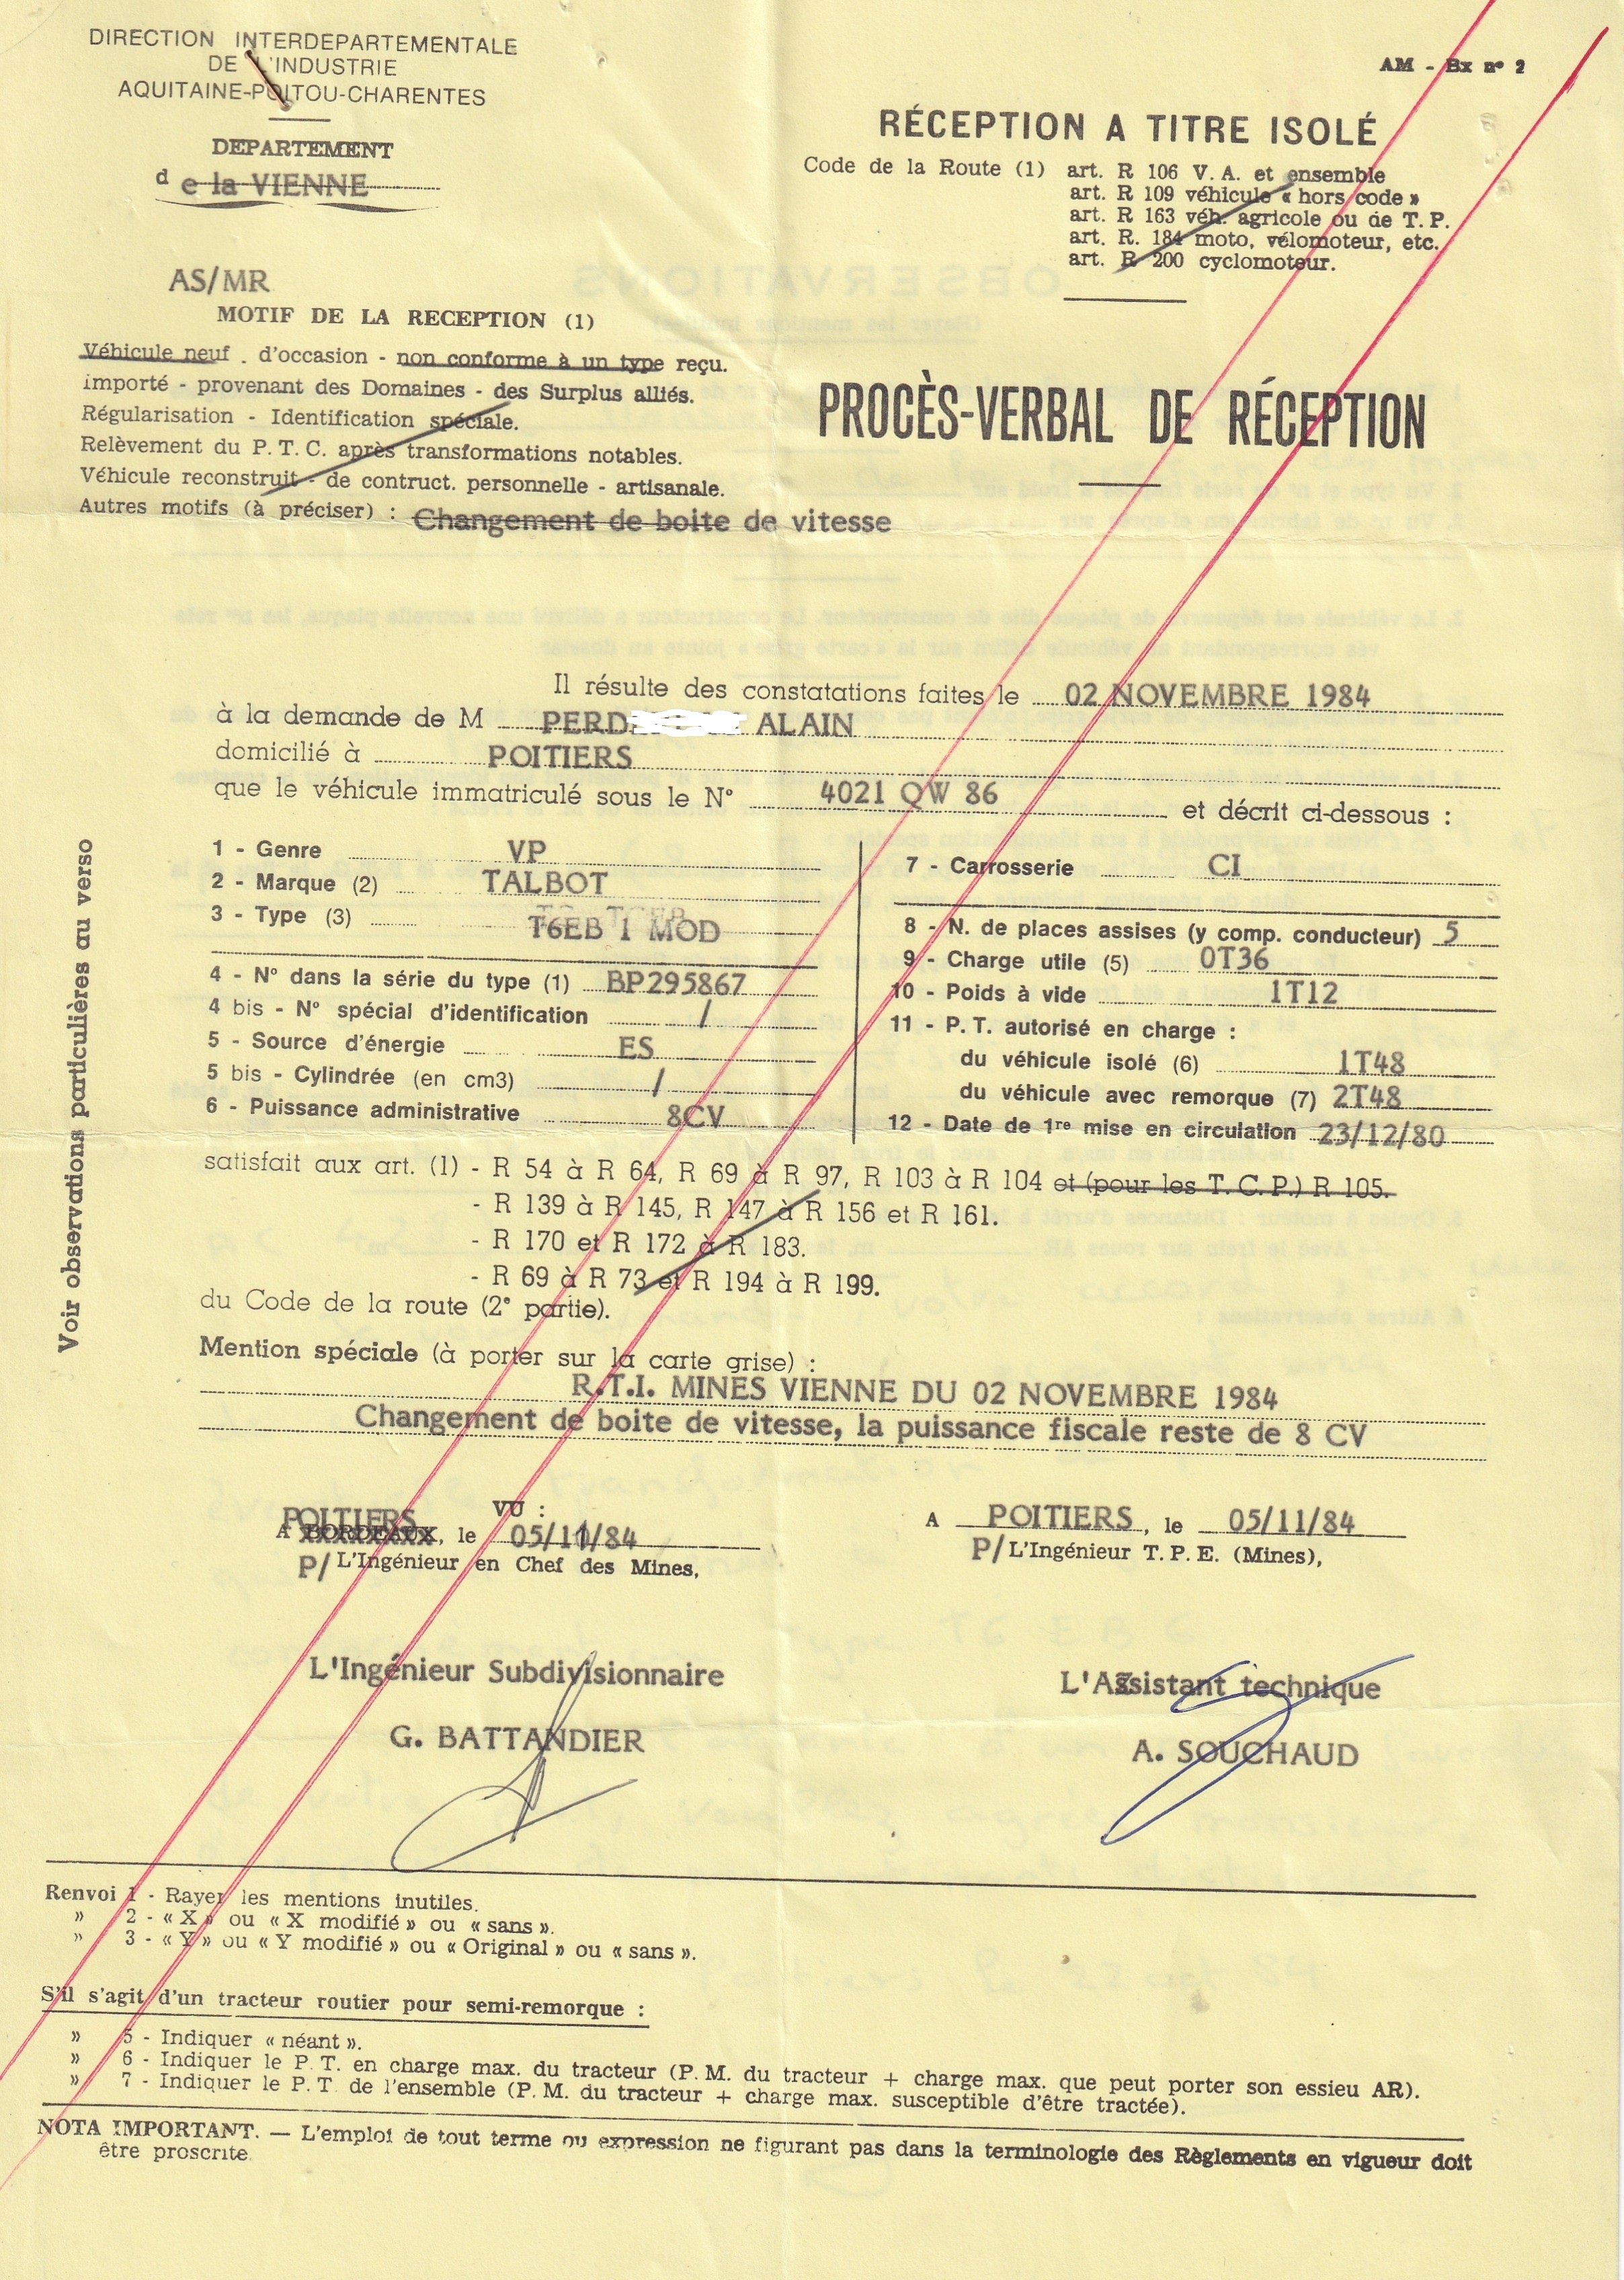 DIRECTION INTERDEPARTEMENTALE
DE L'INDUSTRIE
AQUITAINE-POITOU-CHARENTES
DEPARTEMENT
d e la VIENNE
AM - Bx nº 2
RÉCEPTION A TITRE ISOLÉ
Code de la Route (1) art. R 106 V. A. et ensemble
art. R 109 véhicule « hors code »
art. R 163 véh. agricole ou de T. P.
art. R. 184 moto, vélomoteur, etc.
art. R 200 cyclomoteur.
AS/MR
MOTIF DE LA RECEPTION (1)
Véhicule neuf . d'occasion - non conforme à un type reçu.
importé - provenant des Domaines - des Surplus alliés.
Régularisation - Identification spéciale.
Relèvement du P. T. C. après transformations notables.
Véhicule reconstruit - de contruct. personnelle - artisanale.
Autres motifs (à préciser) : Changement de boite de vitesse
PROCÈS-VERBAL DE RÉCEPTION
Il résulte des constatations faites le 02 NOVEMBRE 1984
à la demande de M PERD ALAIN
domicilié à POITIERS
que le véhicule immatriculé sous le Nº 4021 QW 86 et décrit ci-dessous :
1 - Genre VP
2 - Marque (2) TALBOT
3 - Type (3) T6EB 1 MOD
4 - Nº dans la série du type (1) BP295867
4 bis - Nº spécial d'identification /
5 - Source d'énergie ES
5 bis - Cylindrée (en cm3) /
6 - Puissance administrative 8CV
7 - Carrosserie CI
8 - N. de places assises (y comp. conducteur) 5
9 - Charge utile (5) 0T36
10 - Poids à vide 1T12
11 - P. T. autorisé en charge :
du véhicule isolé (6) 1T48
du véhicule avec remorque (7) 2T48
12 - Date de 1re mise en circulation 23/12/80
Voir observations particulières au verso
satisfait aux art. (1) - R 54 à R 64, R 69 à R 97, R 103 à R 104 et (pour les T. C. P.) R 105.
- R 139 à R 145, R 147 à R 156 et R 161.
- R 170 et R 172 à R 183.
- R 69 à R 73 et R 194 à R 199.
du Code de la route (2e partie).
Mention spéciale (à porter sur la carte grise) :
R.T.I. MINES VIENNE DU 02 NOVEMBRE 1984
Changement de boite de vitesse, la puissance fiscale reste de 8 CV
VU :
POITIERS
A BORDEAUX, le 05/11/84
P/ L'Ingénieur en Chef des Mines,
A POITIERS, le 05/11/84
P/ L'Ingénieur T. P. E. (Mines),
L'Ingénieur Subdivisionnaire
G. BATTANDIER
L'Assistant technique
A. SOUCHAUD
Renvoi 1 - Rayer les mentions inutiles.
» 2 - « X » ou « X modifié » ou « sans ».
» 3 - « Y » ou « Y modifié » ou « Original » ou « sans ».
S'il s'agit d'un tracteur routier pour semi-remorque :
» 5 - Indiquer « néant ».
» 6 - Indiquer le P. T. en charge max. du tracteur (P. M. du tracteur + charge max. que peut porter son essieu AR).
» 7 - Indiquer le P. T de l'ensemble (P. M. du tracteur + charge max. susceptible d'être tractée).
NOTA IMPORTANT. — L'emploi de tout terme ou expression ne figurant pas dans la terminologie des Règlements en vigueur doit
être proscrite